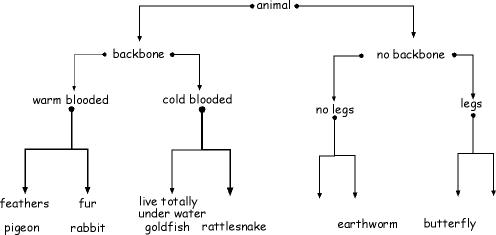 animal
backbone
no backbone
warm blooded
cold blooded
no legs
legs
feathers
fur
live totally
under water
pigeon
rabbit
goldfish
rattlesnake
earthworm
butterfly